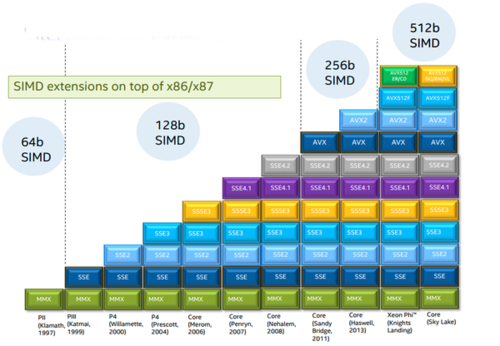 512b
SIMD
256b
SIMD
128b
SIMD
64b
SIMD
SIMD extensions on top of x86/x87
AVX512 AVX512
ER/CD
AVX512F AVX512F
AVX2 AVX2 AVX2
AVX AVX AVX AVX
SSE4.2 SSE4.2 SSE4.2 SSE4.2 SSE4.2
SSE4.1 SSE4.1 SSE4.1 SSE4.1 SSE4.1 SSE4.1
SSSE3 SSSE3 SSSE3 SSSE3 SSSE3 SSSE3 SSSE3
SSE3 SSE3 SSE3 SSE3 SSE3 SSE3 SSE3 SSE3
SSE2 SSE2 SSE2 SSE2 SSE2 SSE2 SSE2 SSE2 SSE2
SSE SSE SSE SSE SSE SSE SSE SSE SSE SSE
MMX MMX MMX MMX MMX MMX MMX MMX MMX MMX MMX
PII
(Klamath,
1997)
PIII
(Katmai,
1999)
P4
(Willamette,
2000)
P4
(Prescott,
2004)
Core
(Merom,
2006)
Core
(Penryn,
2007)
Core
(Nehalem,
2008)
Core
(Sandy
Bridge,
2011)
Core
(Haswell,
2013)
Xeon Phi™
(Knights
Landing)
Core
(Sky Lake)